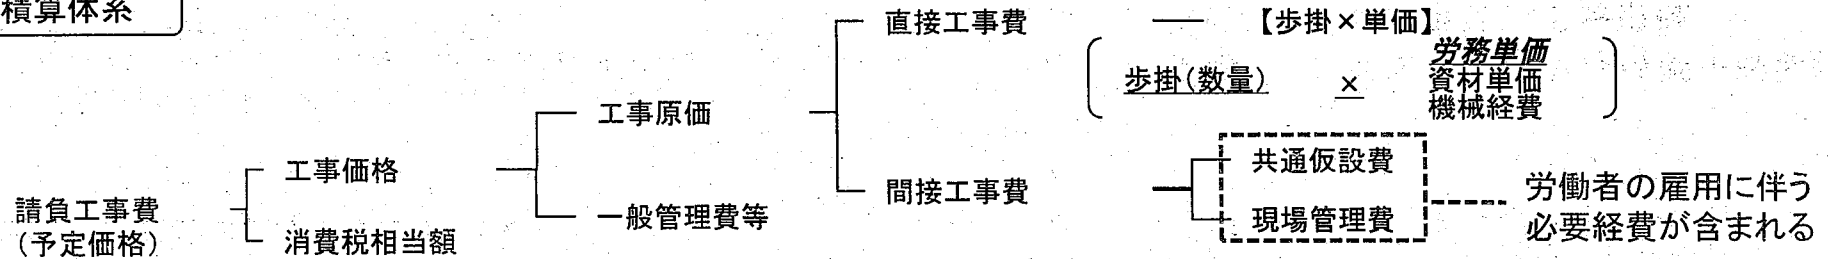 積算体系
直接工事費
【歩掛×単価】
歩掛(数量)
×
労務単価
資材単価
機械経費
工事原価
工事価格
共通仮設費
間接工事費
現場管理費
労働者の雇用に伴う
必要経費が含まれる
請負工事費
(予定価格)
一般管理費等
消費税相当額